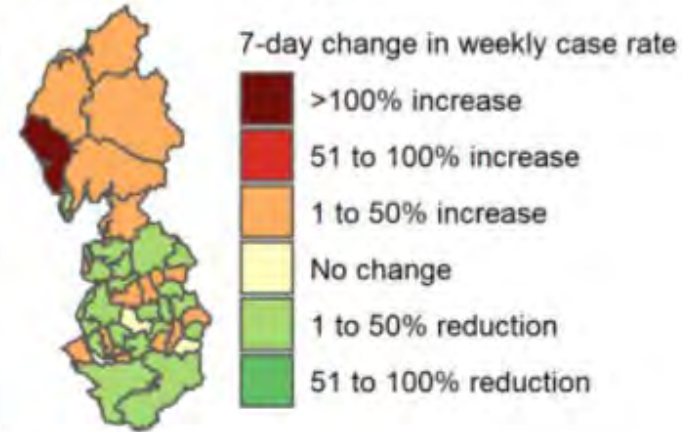 7-day change in weekly case rate
>100% increase
51 to 100% increase
1 to 50% increase
No change
1 to 50% reduction
51 to 100% reduction